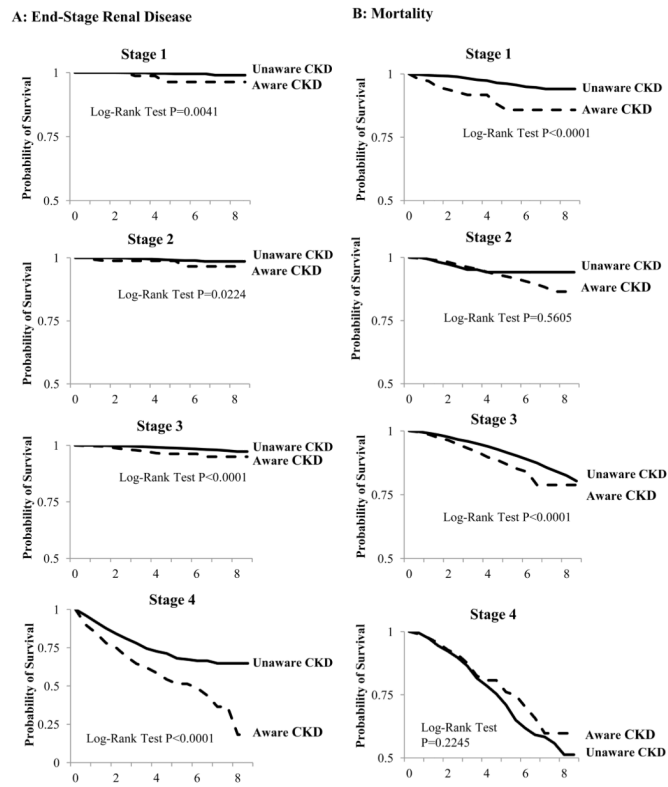 A: End-Stage Renal Disease
Stage 1
Probability of Survival
1
0.75
0.5
0 2 4 6 8
Unaware CKD
Aware CKD
Log-Rank Test P=0.0041
Stage 2
Probability of Survival
1
0.75
0.5
0 2 4 6 8
Unaware CKD
Aware CKD
Log-Rank Test P=0.0224
Stage 3
Probability of Survival
1
0.75
0.5
0 2 4 6 8
Unaware CKD
Aware CKD
Log-Rank Test P<0.0001
Stage 4
Probability of Survival
1
0.75
0.5
0.25
0
0 2 4 6 8
Unaware CKD
Aware CKD
Log-Rank Test P<0.0001
B: Mortality
Stage 1
Probability of Survival
1
0.75
0.5
0 2 4 6 8
Unaware CKD
Aware CKD
Log-Rank Test P<0.0001
Stage 2
Probability of Survival
1
0.75
0.5
0 2 4 6 8
Unaware CKD
Aware CKD
Log-Rank Test P=0.5605
Stage 3
Probability of Survival
1
0.75
0.5
0 2 4 6 8
Unaware CKD
Aware CKD
Log-Rank Test P<0.0001
Stage 4
Probability of Survival
1
0.75
0.5
0 2 4 6 8
Log-Rank Test
P=0.2245
Aware CKD
Unaware CKD